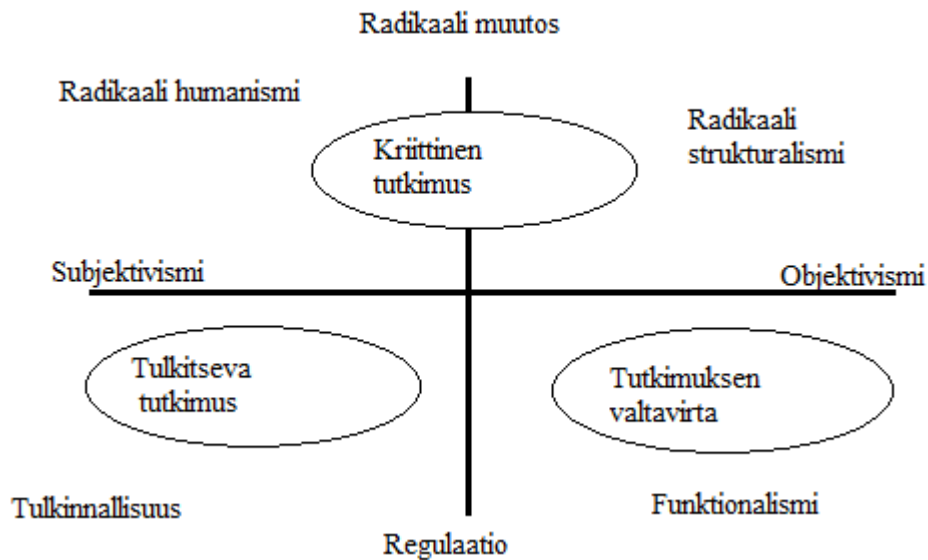 Radikaali muutos
Radikaali humanismi
Radikaali
strukturalismi
Kriittinen
tutkimus
Subjektivismi
Objektivismi
Tulkitseva
tutkimus
Tutkimuksen
valtavirta
Tulkinnallisuus
Funktionalismi
Regulaatio